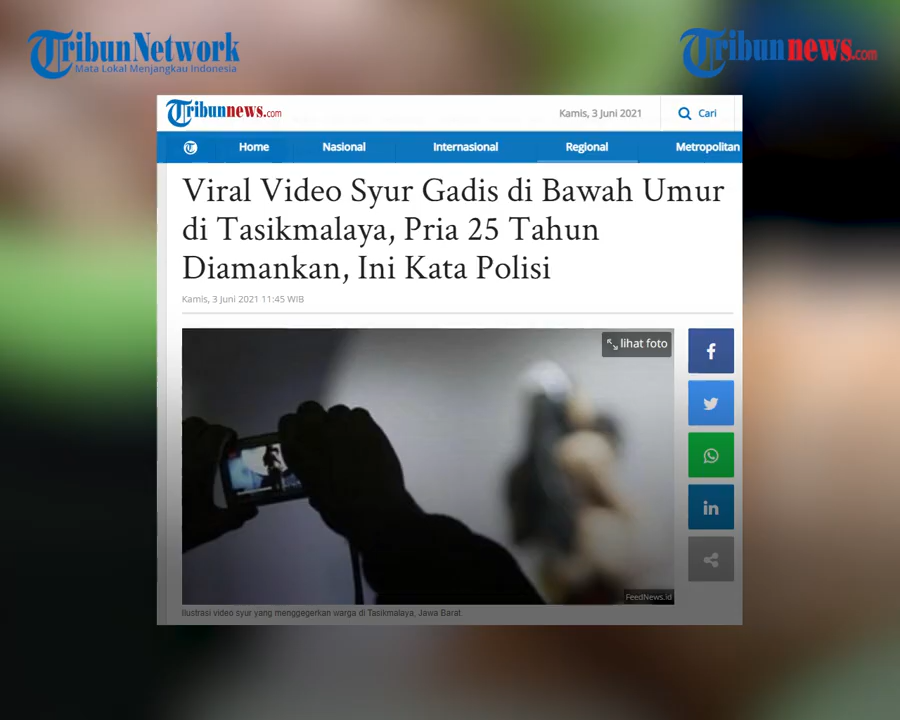 TribunNetwork
Mata Lokal Menjangkau Indonesia
Tribunnews.com
Tribunnews.com
Kamis, 3 Juni 2021
Cari
Home
Nasional
Internasional
Regional
Metropolitan
Viral Video Syur Gadis di Bawah Umur
di Tasikmalaya, Pria 25 Tahun
Diamankan, Ini Kata Polisi
Kamis, 3 Juni 2021 11:45 WIB
lihat foto
FeedNews.id
Ilustrasi video syur yang menggegerkan warga di Tasikmalaya, Jawa Barat.